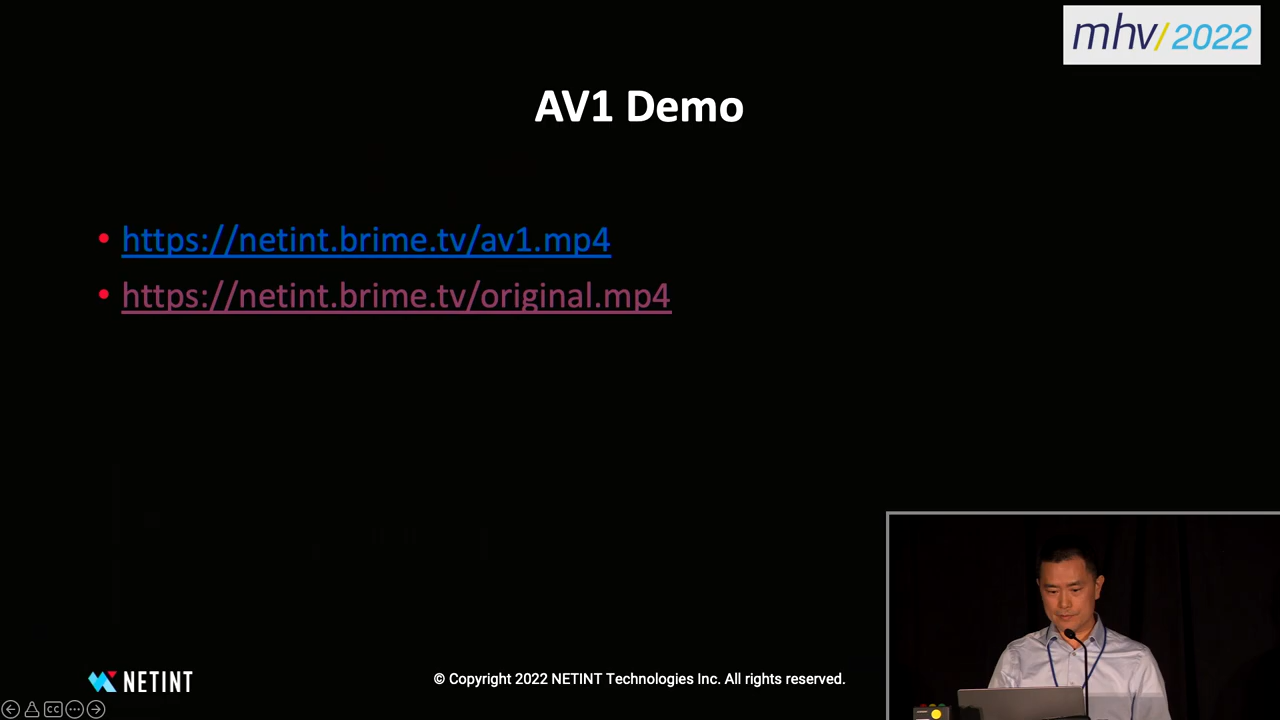 mhv/2022
AV1 Demo
• https://netint.brime.tv/av1.mp4
• https://netint.brime.tv/original.mp4
NETINT
© Copyright 2022 NETINT Technologies Inc. All rights reserved.
CC